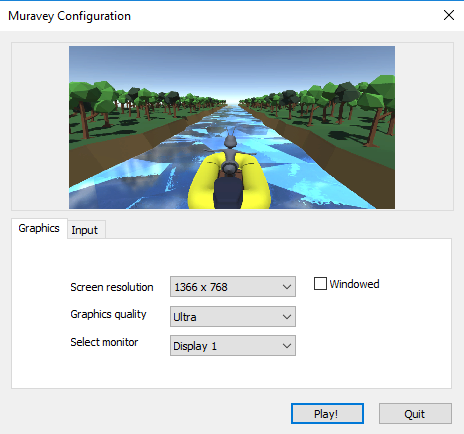 Muravey Configuration
Graphics
Input
Screen resolution
1366 x 768
Windowed
Graphics quality
Ultra
Select monitor
Display 1
Play!
Quit